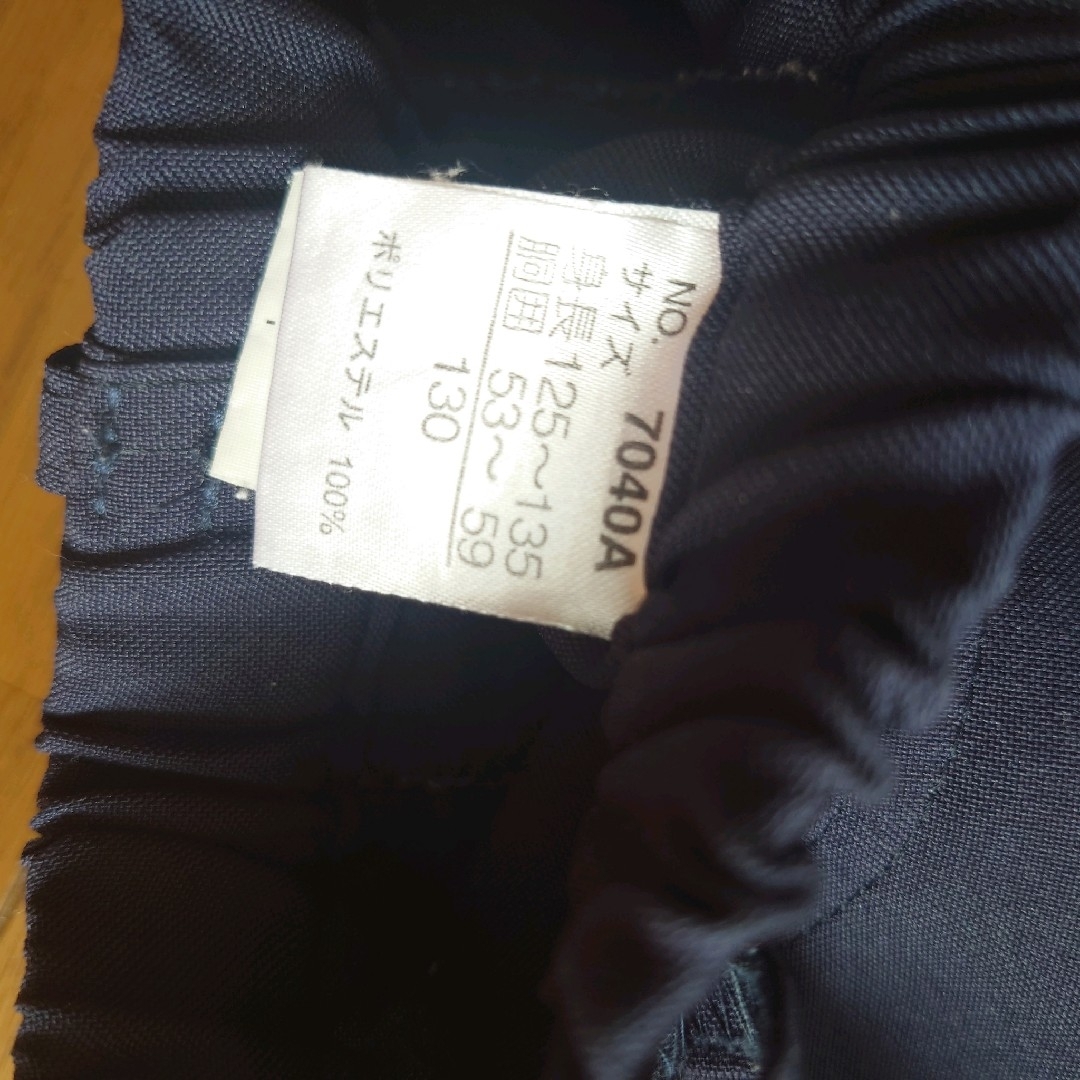 NO. 7040A
サイズ
身長125～135
胴囲 53～ 59
130
ポリエステル 100%